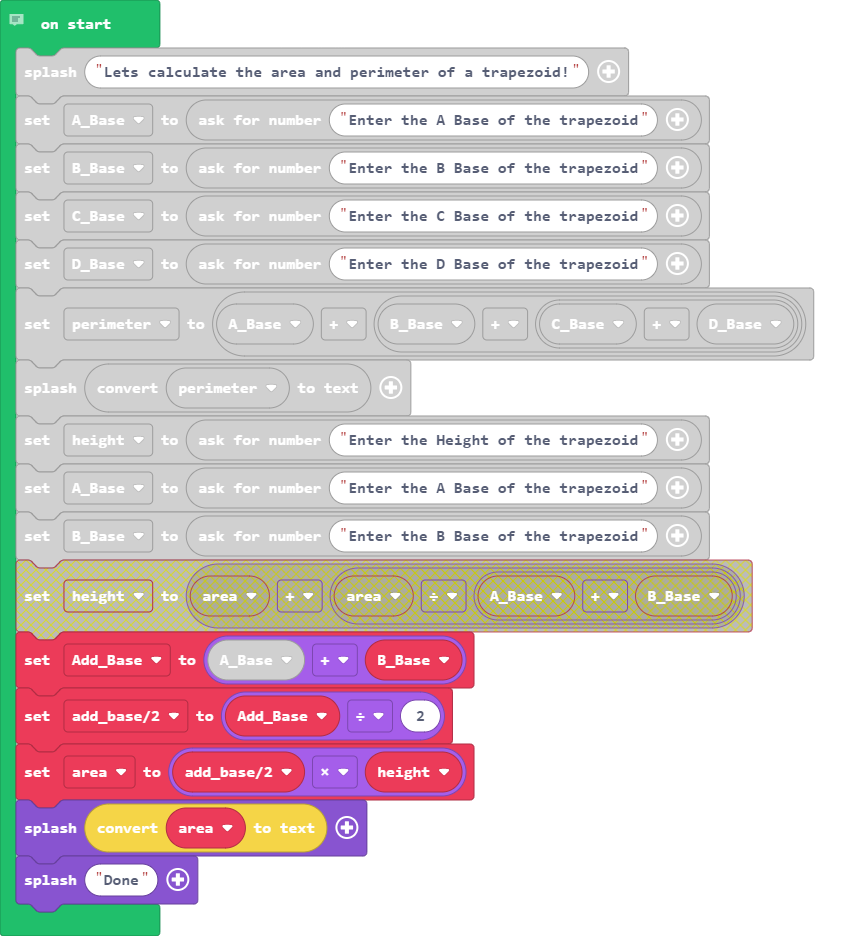 on start
splash "Lets calculate the area and perimeter of a trapezoid!"
set A_Base to ask for number "Enter the A Base of the trapezoid"
set B_Base to ask for number "Enter the B Base of the trapezoid"
set C_Base to ask for number "Enter the C Base of the trapezoid"
set D_Base to ask for number "Enter the D Base of the trapezoid"
set perimeter to A_Base + B_Base + C_Base + D_Base
splash convert perimeter to text
set height to ask for number "Enter the Height of the trapezoid"
set A_Base to ask for number "Enter the A Base of the trapezoid"
set B_Base to ask for number "Enter the B Base of the trapezoid"
set height to area + area ÷ A_Base + B_Base
set Add_Base to A_Base + B_Base
set add_base/2 to Add_Base ÷ 2
set area to add_base/2 × height
splash convert area to text
splash "Done"